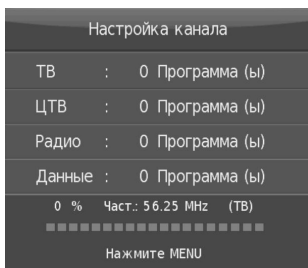 Настройка канала
ТВ : 0 Программа (ы)
ЦТВ : 0 Программа (ы)
Радио : 0 Программа (ы)
Данные : 0 Программа (ы)
0 % Част.: 56.25 MHz (ТВ)
Нажмите MENU